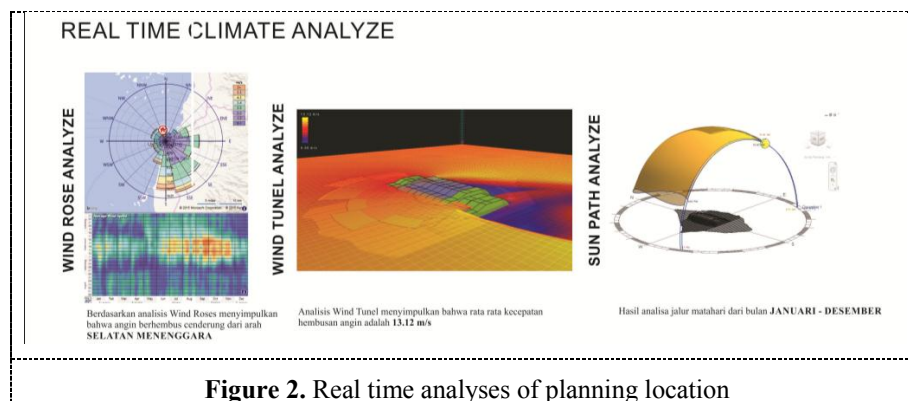 REAL TIME CLIMATE ANALYZE
WIND ROSE ANALYZE
Berdasarkan analisis Wind Roses menyimpulkan
bahwa angin berhembus cenderung dari arah
SELATAN MENENGGARA
WIND TUNEL ANALYZE
Analisis Wind Tunel menyimpulkan bahwa rata rata kecepatan
hembusan angin adalah 13.12 m/s
SUN PATH ANALYZE
Hasil analisa jalur matahari dari bulan JANUARI - DESEMBER
Figure 2. Real time analyses of planning location